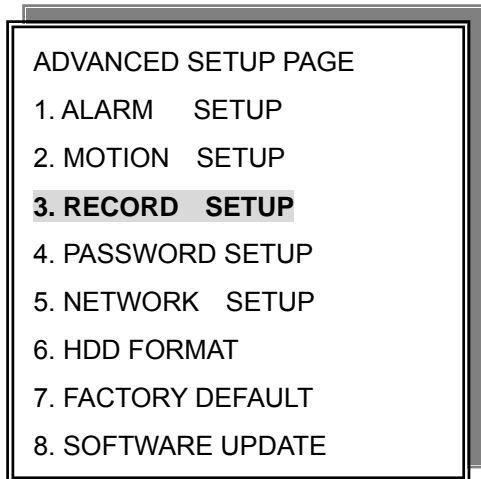 ADVANCED SETUP PAGE
1. ALARM SETUP
2. MOTION SETUP
3. RECORD SETUP
4. PASSWORD SETUP
5. NETWORK SETUP
6. HDD FORMAT
7. FACTORY DEFAULT
8. SOFTWARE UPDATE